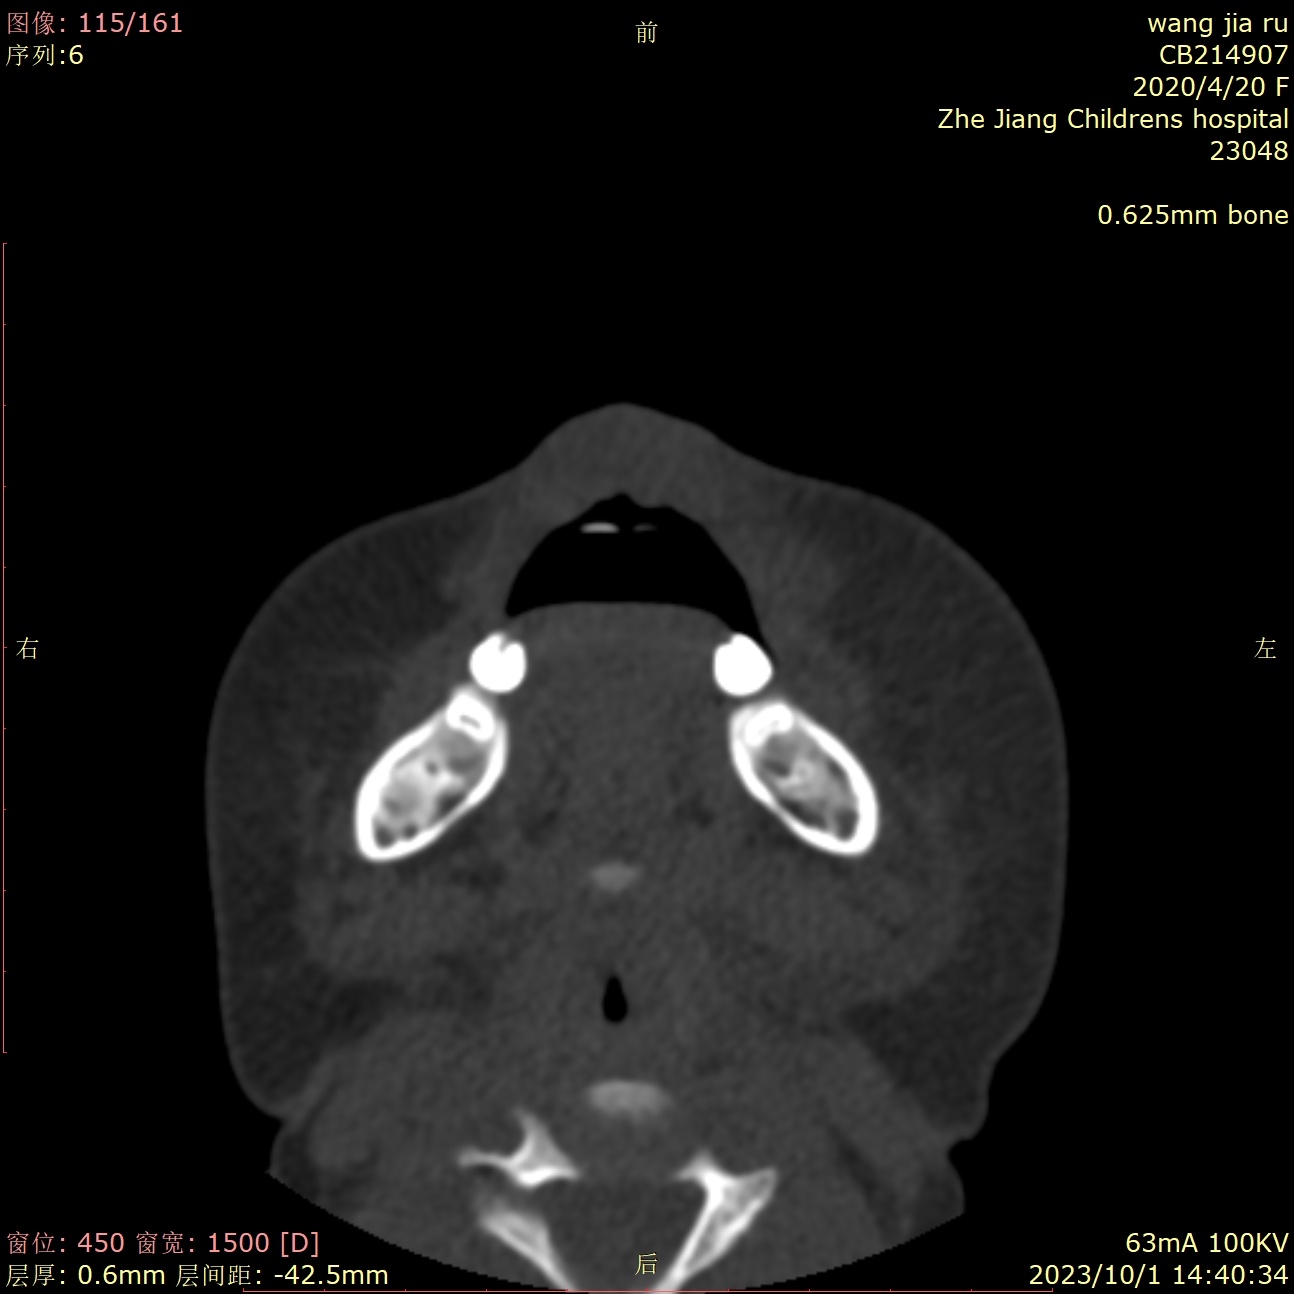 图像: 115/161
序列:6
前
wang jia ru
CB214907
2020/4/20 F
Zhe Jiang Childrens hospital
23048
0.625mm bone
右
左
窗位: 450 窗宽: 1500 [D]
层厚: 0.6mm 层间距: -42.5mm
后
63mA 100KV
2023/10/1 14:40:34